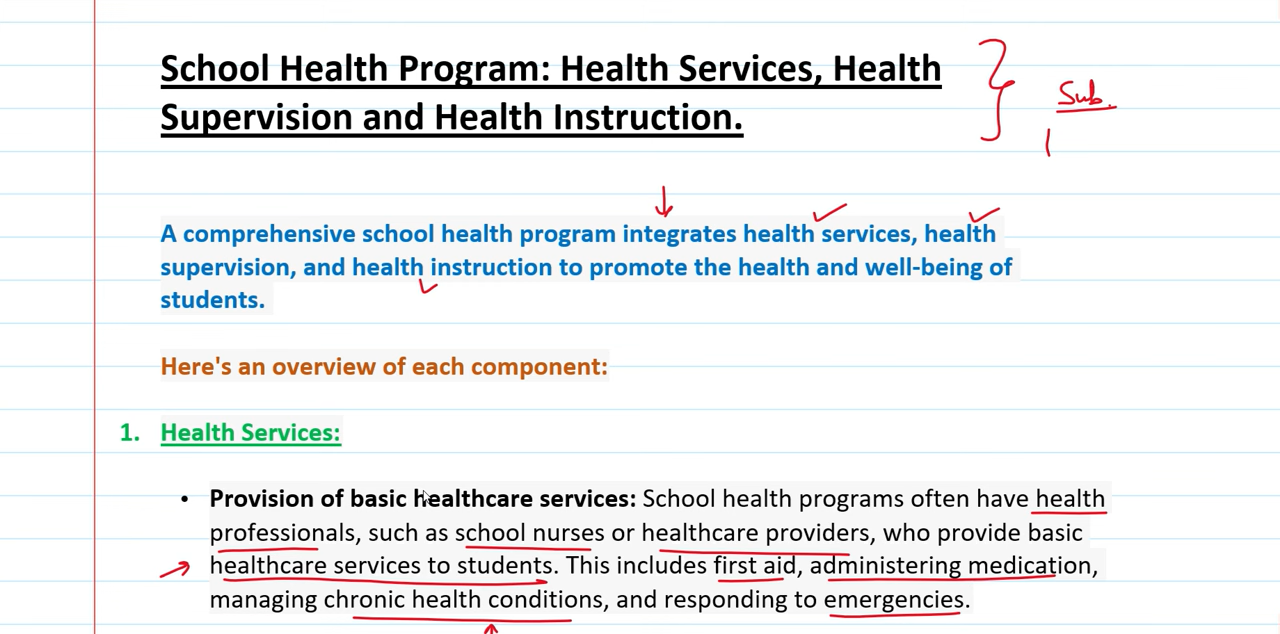 School Health Program: Health Services, Health
Supervision and Health Instruction.
Sub.
A comprehensive school health program integrates health services, health
supervision, and health instruction to promote the health and well-being of
students.
Here's an overview of each component:
1. Health Services:
• Provision of basic healthcare services: School health programs often have health
professionals, such as school nurses or healthcare providers, who provide basic
healthcare services to students. This includes first aid, administering medication,
managing chronic health conditions, and responding to emergencies.